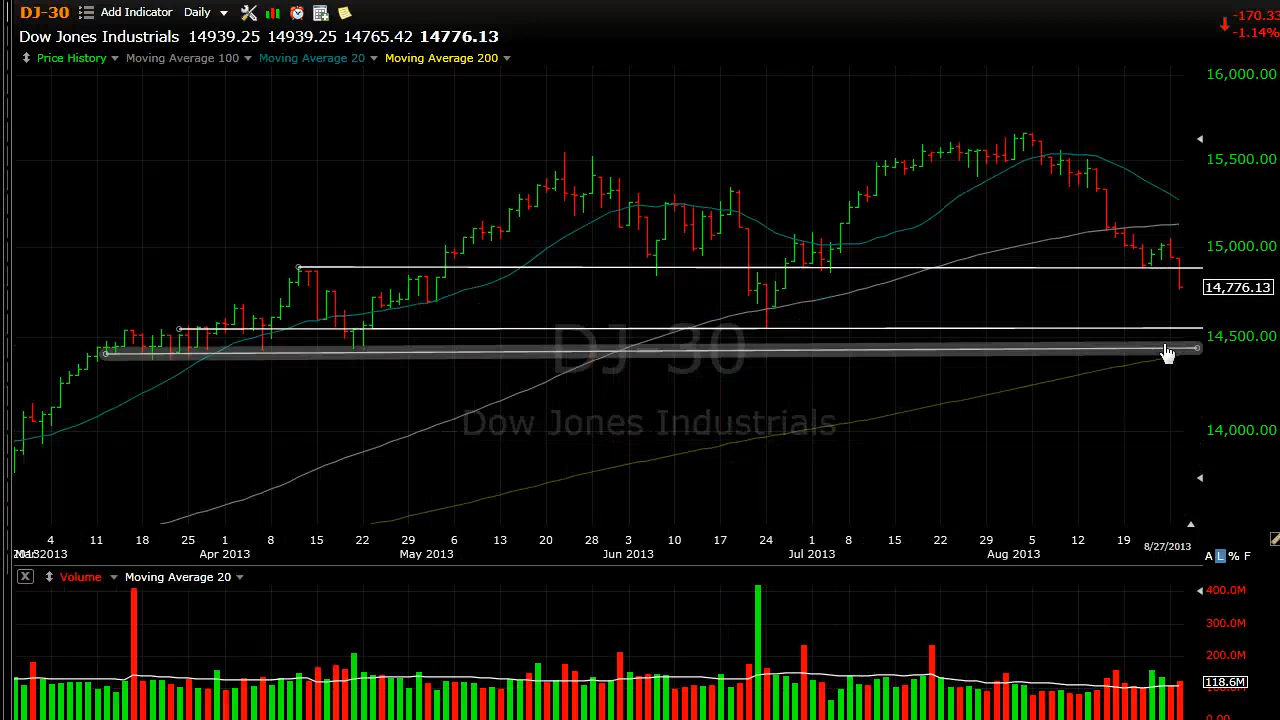 DJ-30 Add Indicator Daily
-170.33
-1.14%
Dow Jones Industrials 14939.25 14939.25 14765.42 14776.13
Price History Moving Average 100 Moving Average 20 Moving Average 200
16,000.00
15,500.00
15,000.00
14,776.13
14,500.00
14,000.00
DJ-30
Dow Jones Industrials
4 11 18 25 1 8 15 22 29 6 13 20 28 3 10 17 24 1 8 15 22 29 5 12 19 8/27/2013
2013 Apr 2013 May 2013 Jun 2013 Jul 2013 Aug 2013
A L % F
X Volume Moving Average 20
400.0M
300.0M
200.0M
118.6M
0.00